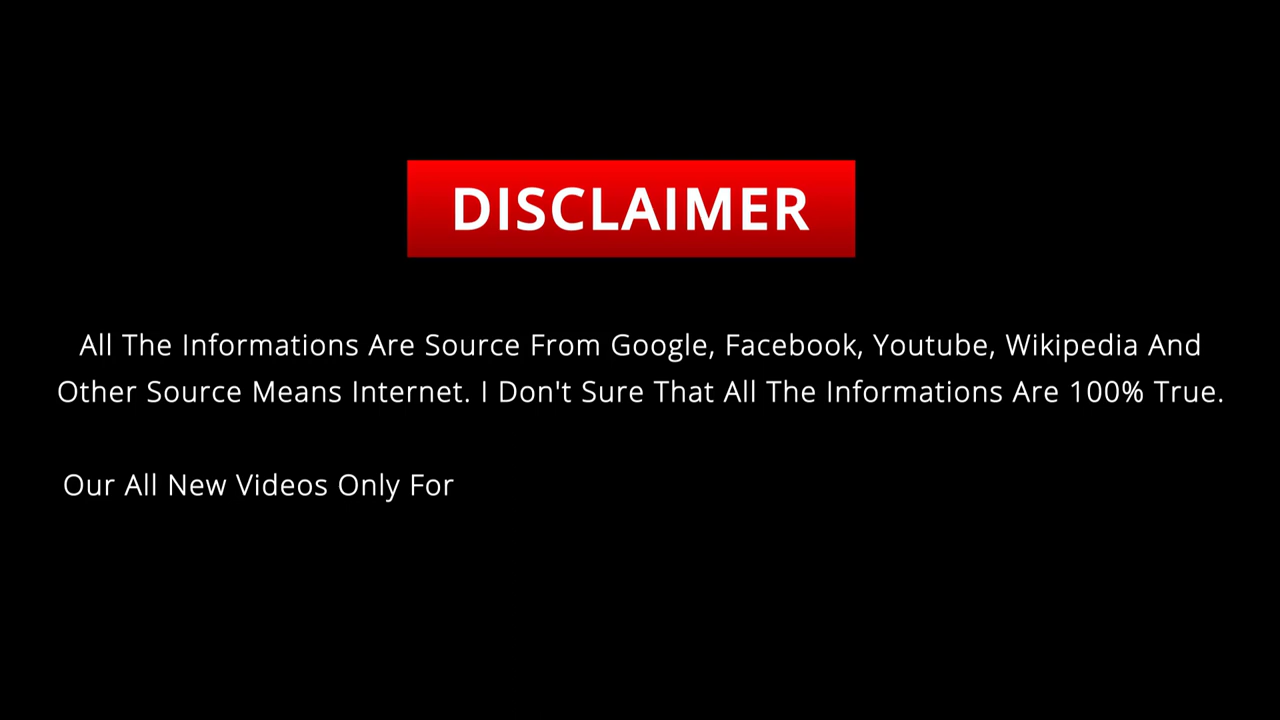 DISCLAIMER
All The Informations Are Source From Google, Facebook, Youtube, Wikipedia And
Other Source Means Internet. I Don't Sure That All The Informations Are 100% True.
Our All New Videos Only For